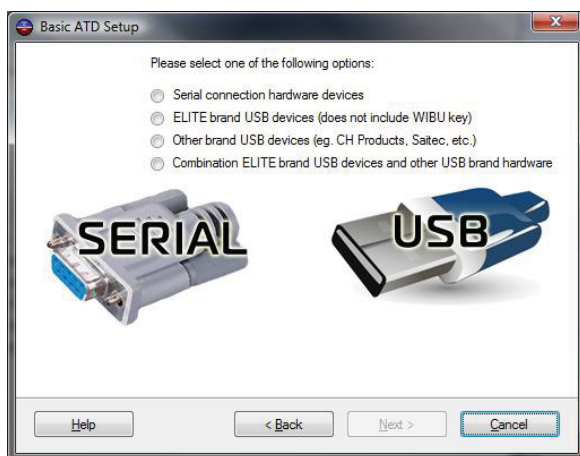 Basic ATD Setup
Please select one of the following options:
Serial connection hardware devices
ELITE brand USB devices (does not include WIBU key)
Other brand USB devices (eg. CH Products, Saitec, etc.)
Combination ELITE brand USB devices and other USB brand hardware
SERIAL
USB
Help
< Back
Next >
Cancel